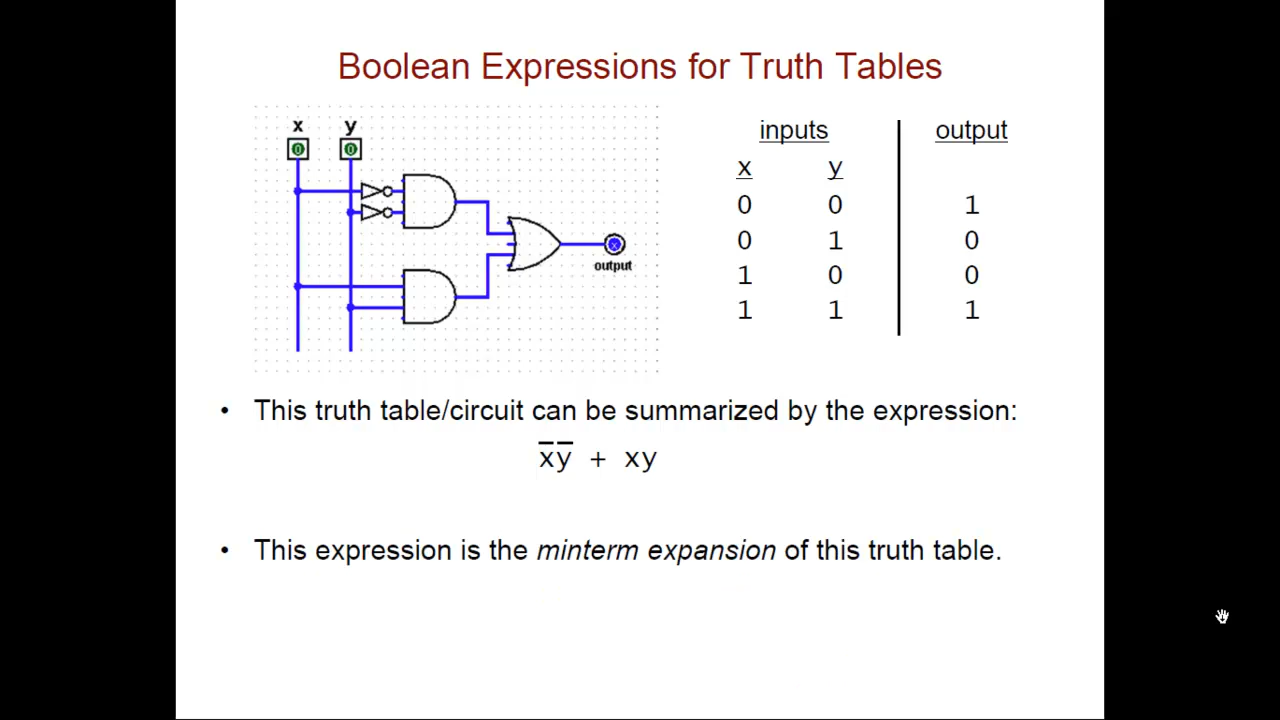 Boolean Expressions for Truth Tables
x y
0 0
output
inputs output
x y
0 0 1
0 1 0
1 0 0
1 1 1
• This truth table/circuit can be summarized by the expression:
x̅y̅ + xy
• This expression is the minterm expansion of this truth table.